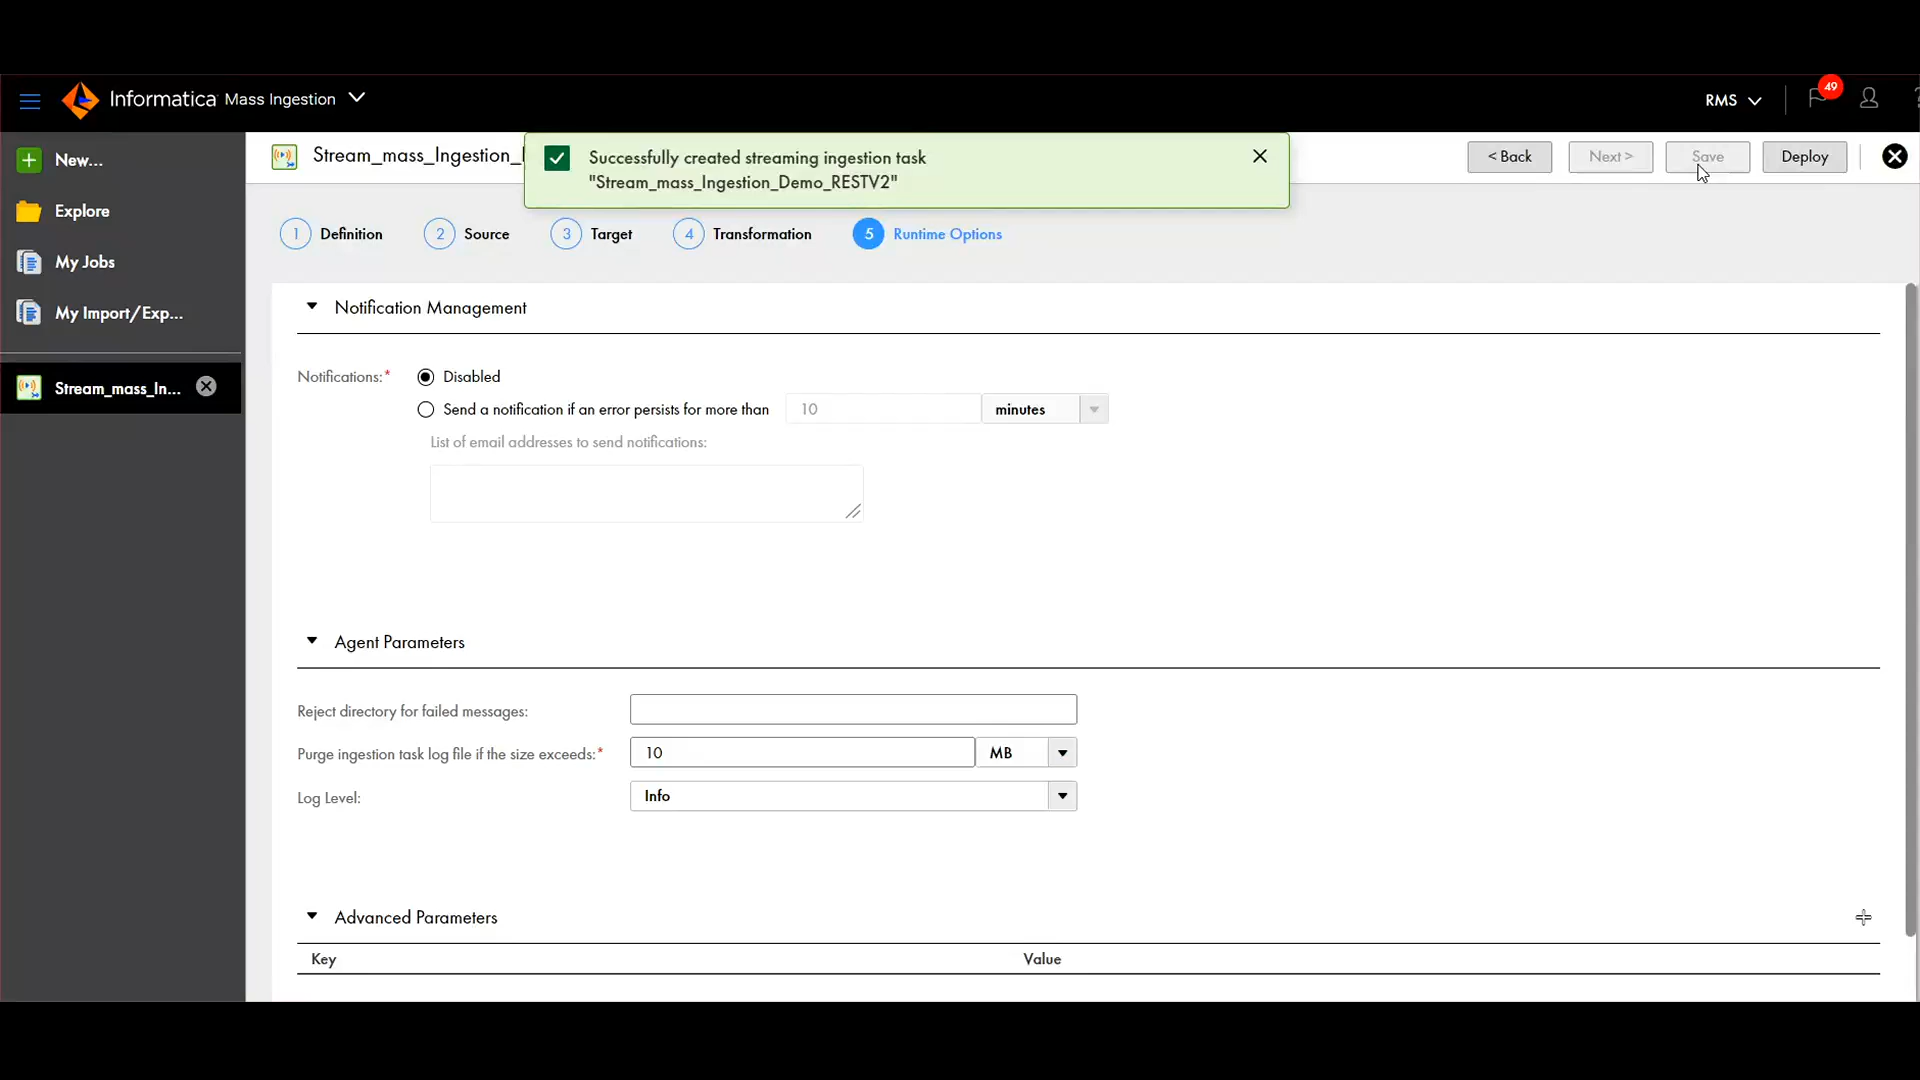 Informatica Mass Ingestion
RMS
49
New...
Explore
My Jobs
My Import/Exp...
Stream_mass_In...
Stream_mass_Ingestion_
Successfully created streaming ingestion task
"Stream_mass_Ingestion_Demo_RESTV2"
< Back
Next >
Save
Deploy
1 Definition
2 Source
3 Target
4 Transformation
5 Runtime Options
Notification Management
Notifications:*
Disabled
Send a notification if an error persists for more than 10 minutes
List of email addresses to send notifications:
Agent Parameters
Reject directory for failed messages:
Purge ingestion task log file if the size exceeds:* 10 MB
Log Level: Info
Advanced Parameters
Key Value